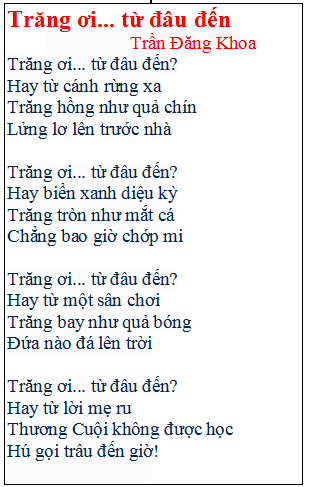 Trăng ơi... từ đâu đến
Trần Đăng Khoa
Trăng ơi... từ đâu đến?
Hay từ cánh rừng xa
Trăng hồng như quả chín
Lửng lơ lên trước nhà
Trăng ơi... từ đâu đến?
Hay biển xanh diệu kỳ
Trăng tròn như mắt cá
Chẳng bao giờ chớp mi
Trăng ơi... từ đâu đến?
Hay từ một sân chơi
Trăng bay như quả bóng
Đứa nào đá lên trời
Trăng ơi... từ đâu đến?
Hay từ lời mẹ ru
Thương Cuội không được học
Hú gọi trâu đến giờ!